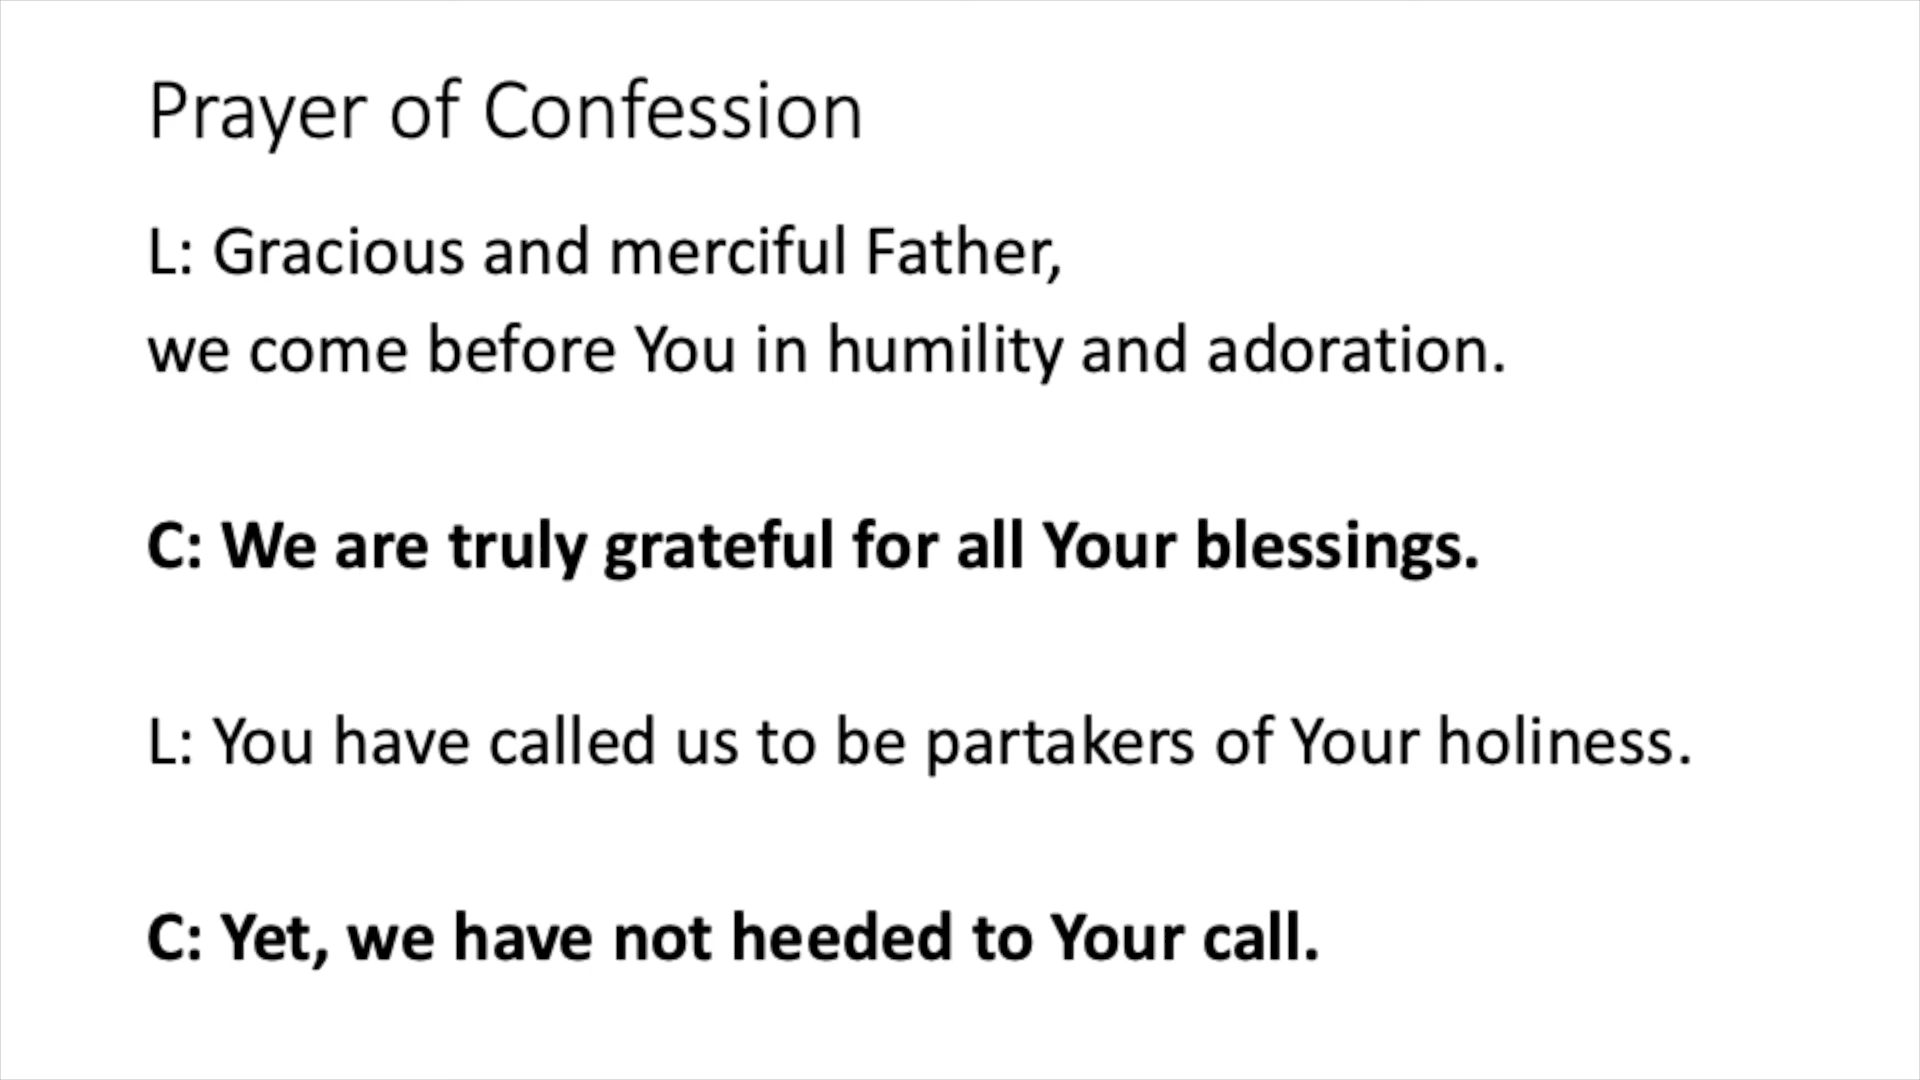 Prayer of Confession
L: Gracious and merciful Father,
we come before You in humility and adoration.
C: We are truly grateful for all Your blessings.
L: You have called us to be partakers of Your holiness.
C: Yet, we have not heeded to Your call.